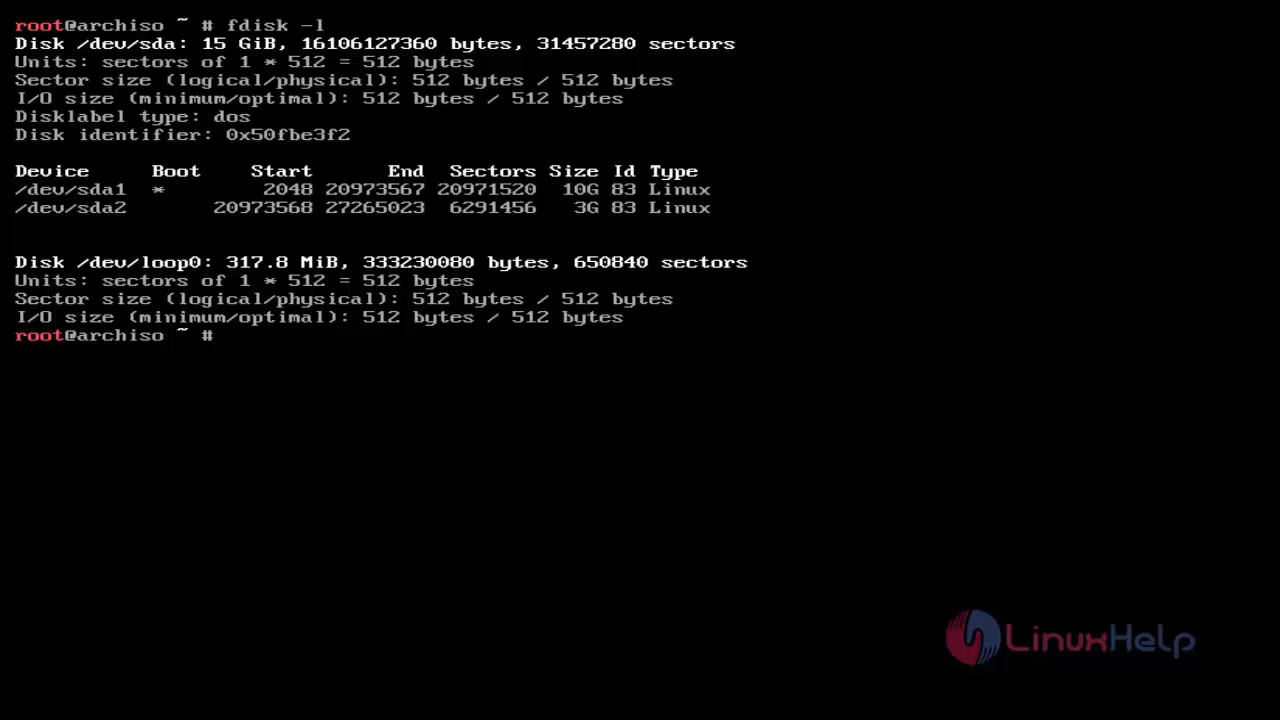 root@archiso ~ # fdisk -l
Disk /dev/sda: 15 GiB, 16106127360 bytes, 31457280 sectors
Units: sectors of 1 * 512 = 512 bytes
Sector size (logical/physical): 512 bytes / 512 bytes
I/O size (minimum/optimal): 512 bytes / 512 bytes
Disklabel type: dos
Disk identifier: 0x50fbe3f2
Device Boot Start End Sectors Size Id Type
/dev/sda1 * 2048 20973567 20971520 10G 83 Linux
/dev/sda2 20973568 27265023 6291456 3G 83 Linux
Disk /dev/loop0: 317.8 MiB, 333230080 bytes, 650840 sectors
Units: sectors of 1 * 512 = 512 bytes
Sector size (logical/physical): 512 bytes / 512 bytes
I/O size (minimum/optimal): 512 bytes / 512 bytes
root@archiso ~ #
LinuxHelp